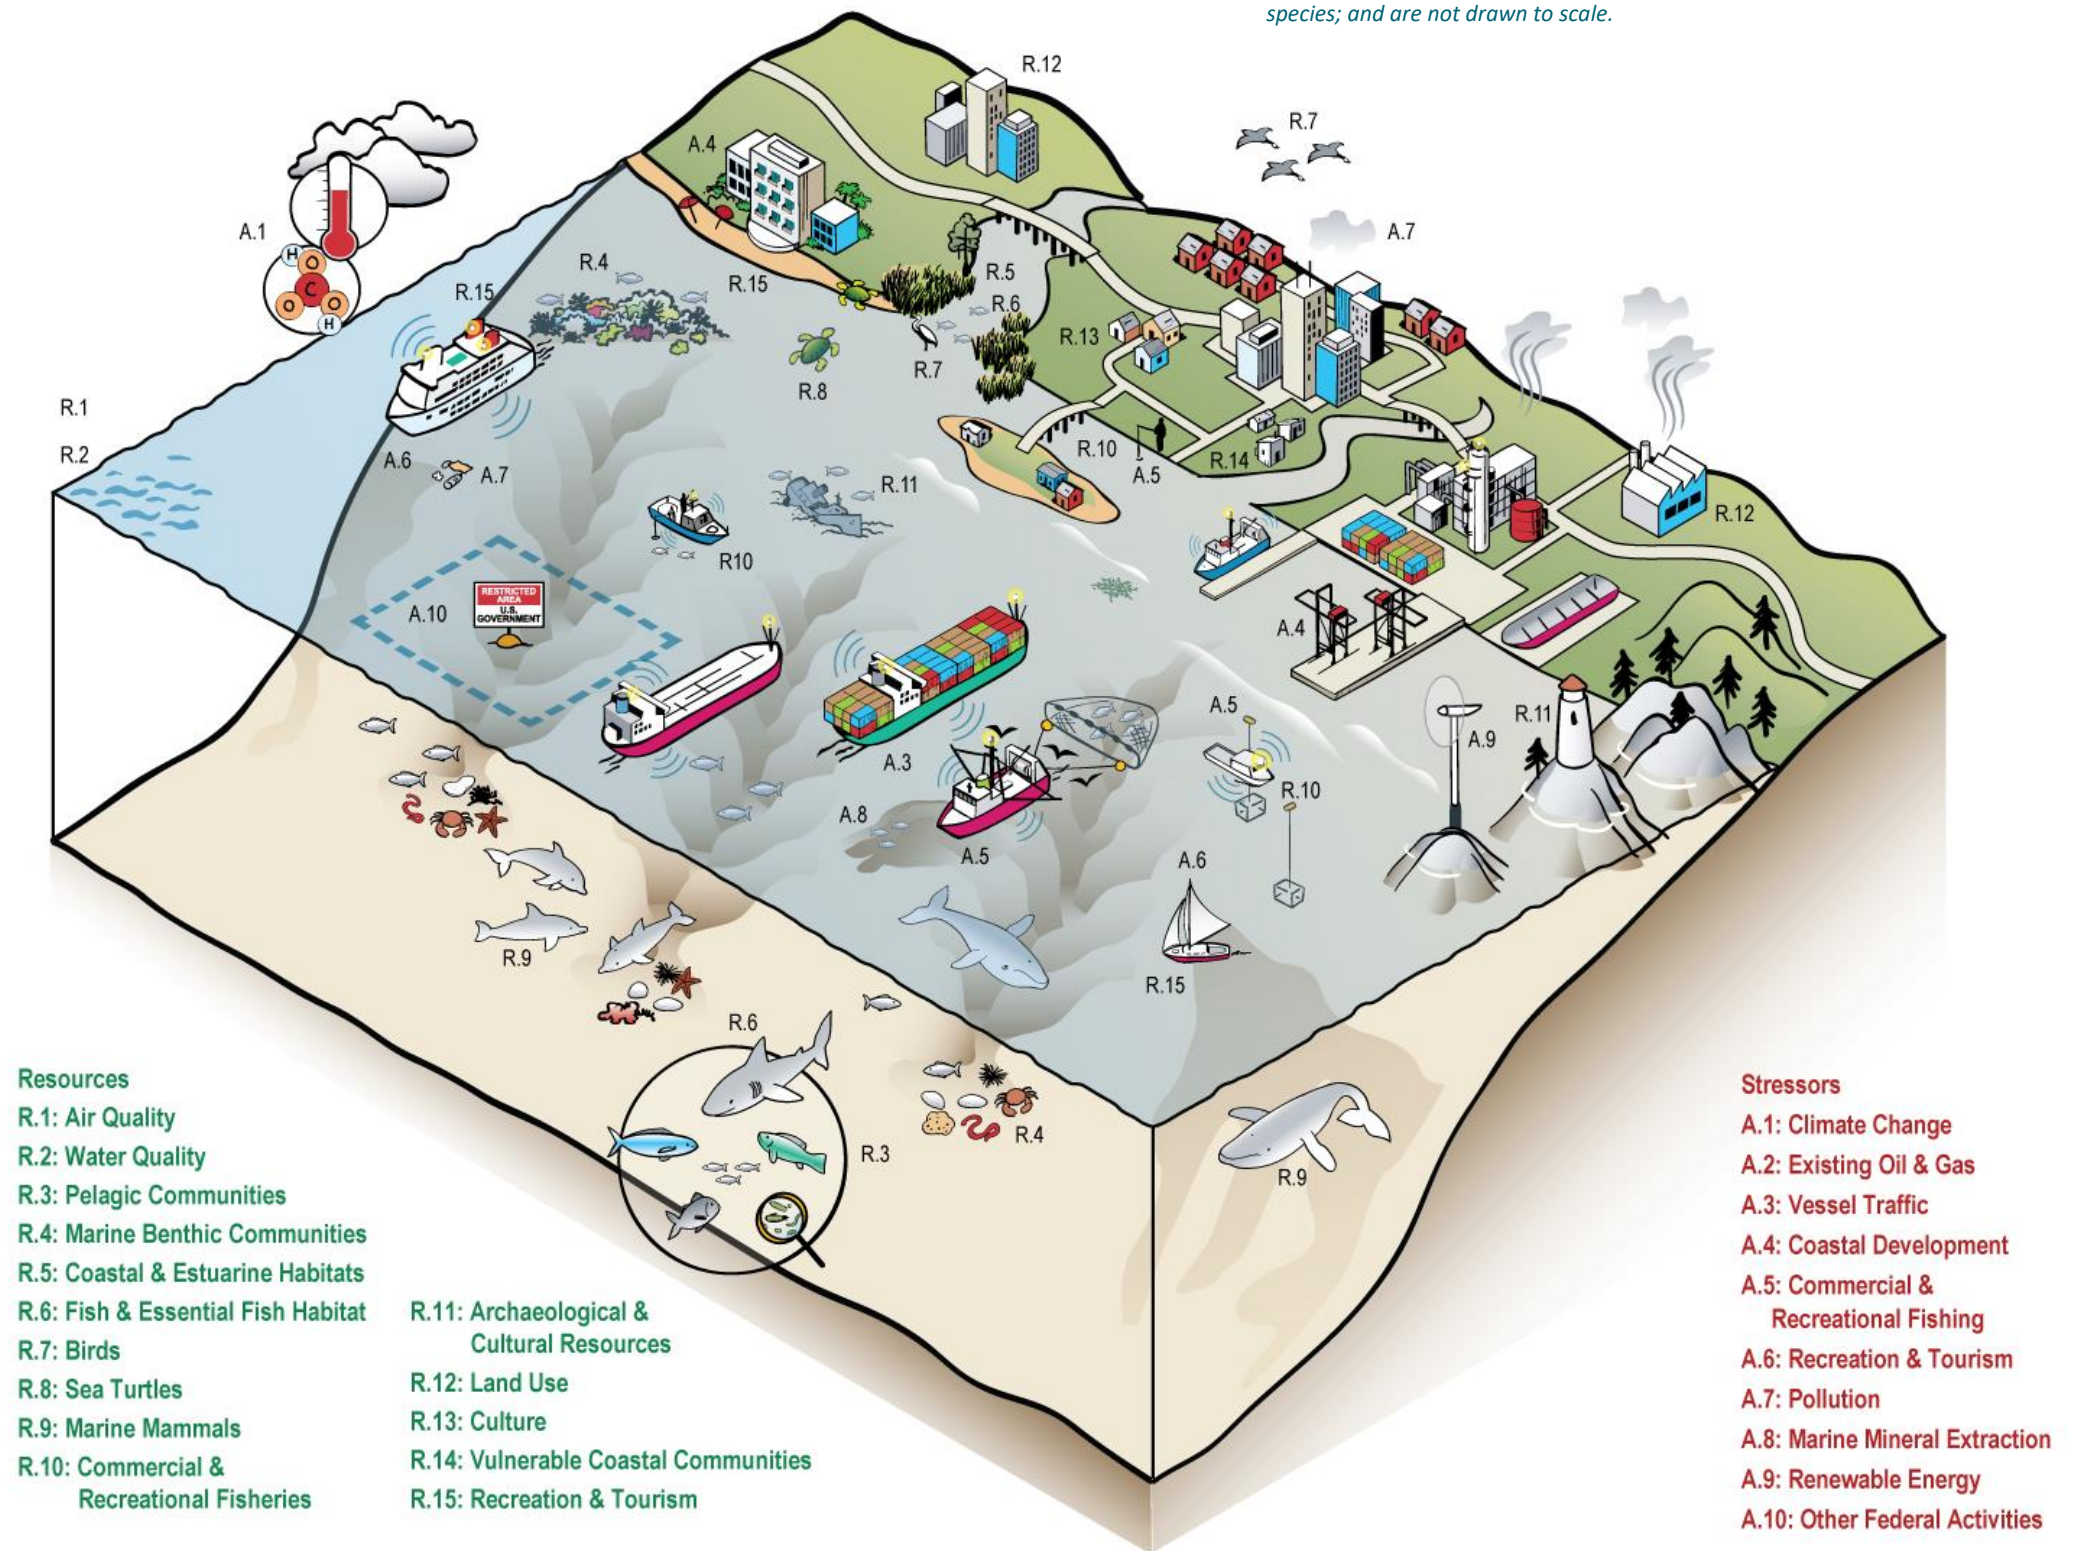 species; and are not drawn to scale.
R.12
R.7
A.4
A.7
A.1
H
O
C
O
O
H
R.4
R.15
R.5
R.15
R.6
R.13
R.7
R.8
R.1
R.2
A.6
A.7
R.10
A.5
R.14
R.11
R.12
R10
A.10
RESTRICTED
AREA
U.S.
GOVERNMENT
A.4
A.5
R.11
A.9
A.3
R.10
A.8
A.5
A.6
R.9
R.15
R.6
R.4
R.3
R.9
Resources
R.1: Air Quality
R.2: Water Quality
R.3: Pelagic Communities
R.4: Marine Benthic Communities
R.5: Coastal & Estuarine Habitats
R.6: Fish & Essential Fish Habitat
R.7: Birds
R.8: Sea Turtles
R.9: Marine Mammals
R.10: Commercial &
Recreational Fisheries
R.11: Archaeological &
Cultural Resources
R.12: Land Use
R.13: Culture
R.14: Vulnerable Coastal Communities
R.15: Recreation & Tourism
Stressors
A.1: Climate Change
A.2: Existing Oil & Gas
A.3: Vessel Traffic
A.4: Coastal Development
A.5: Commercial &
Recreational Fishing
A.6: Recreation & Tourism
A.7: Pollution
A.8: Marine Mineral Extraction
A.9: Renewable Energy
A.10: Other Federal Activities